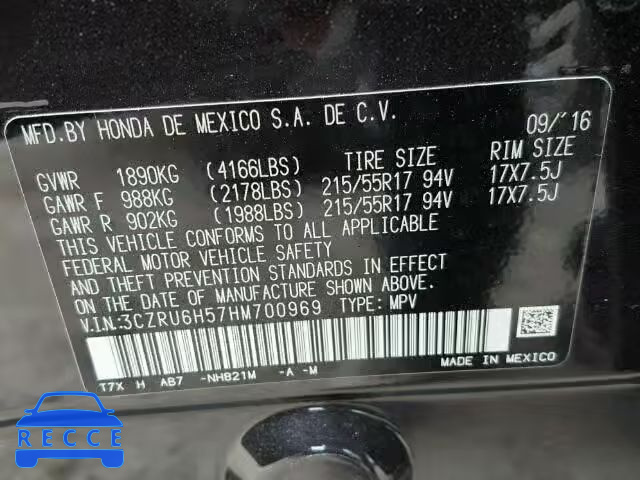 MFD.BY HONDA DE MEXICO S.A. DE C.V. 09/'16
GVWR 1890KG (4166LBS) TIRE SIZE RIM SIZE
GAWR F 988KG (2178LBS) 215/55R17 94V 17X7.5J
GAWR R 902KG (1988LBS) 215/55R17 94V 17X7.5J
THIS VEHICLE CONFORMS TO ALL APPLICABLE
FEDERAL MOTOR VEHICLE SAFETY
AND THEFT PREVENTION STANDARDS IN EFFECT
ON THE DATE OF MANUFACTURE SHOWN ABOVE.
V.I.N:3CZRU6H57HM700969 TYPE: MPV
T7X H AB7 -NH821M -A -M MADE IN MEXICO
RECCE